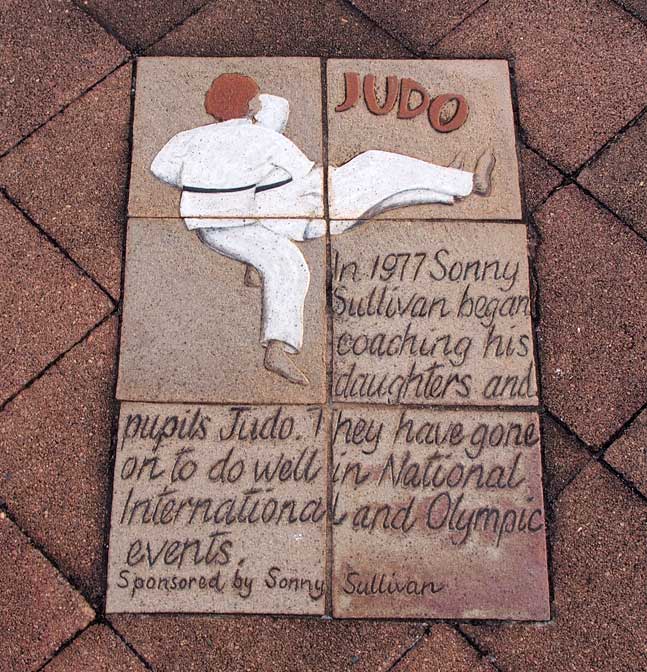 JUDO
In 1977 Sonny
Sullivan began
coaching his
daughters and
pupils Judo. They have gone
on to do well in National
International and Olympic
events.
Sponsored by Sonny Sullivan